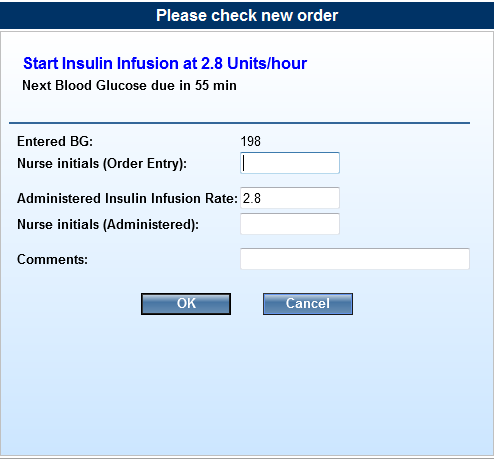 Please check new order
Start Insulin Infusion at 2.8 Units/hour
Next Blood Glucose due in 55 min
Entered BG: 198
Nurse initials (Order Entry):
Administered Insulin Infusion Rate: 2.8
Nurse initials (Administered):
Comments:
OK Cancel